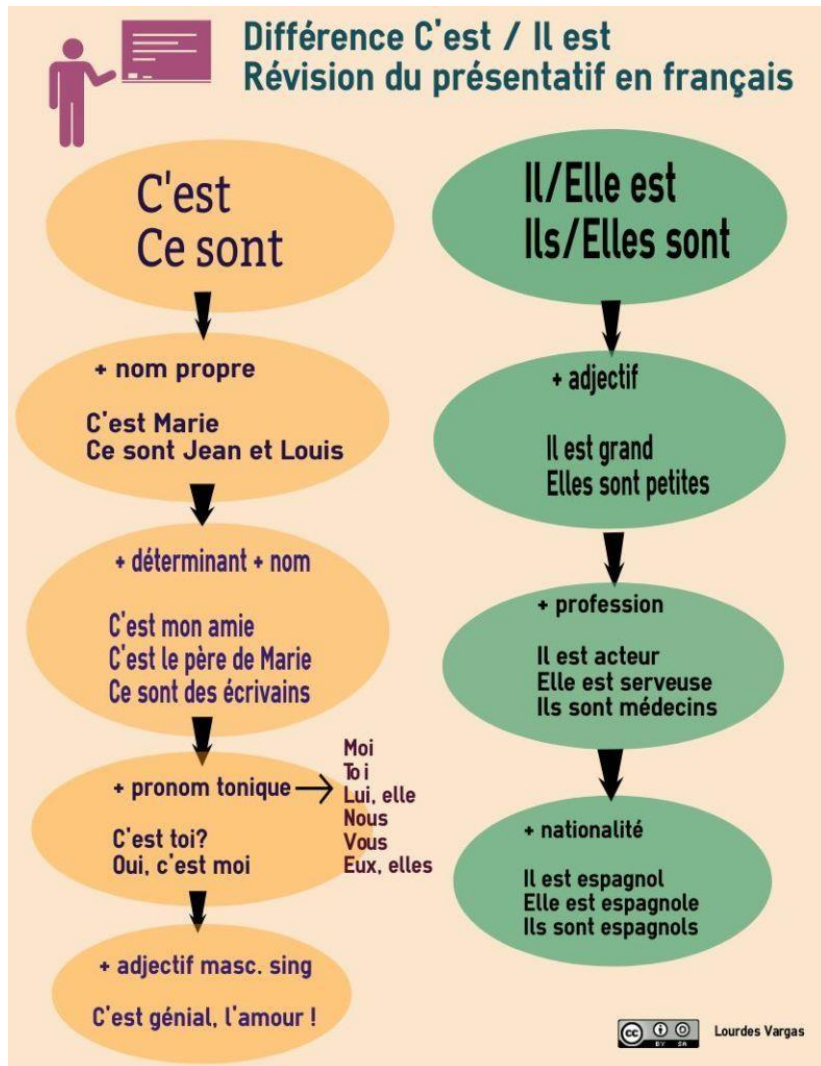 Différence C'est / Il est
Révision du présentatif en français
C'est
Ce sont
+ nom propre
C'est Marie
Ce sont Jean et Louis
+ déterminant + nom
C'est mon amie
C'est le père de Marie
Ce sont des écrivains
+ pronom tonique
Moi
Toi
Lui, elle
Nous
Vous
Eux, elles
C'est toi?
Oui, c'est moi
+ adjectif masc. sing
C'est génial, l'amour !
Il/Elle est
Ils/Elles sont
+ adjectif
Il est grand
Elles sont petites
+ profession
Il est acteur
Elle est serveuse
Ils sont médecins
+ nationalité
Il est espagnol
Elle est espagnole
Ils sont espagnols
cc
BY SA
Lourdes Vargas